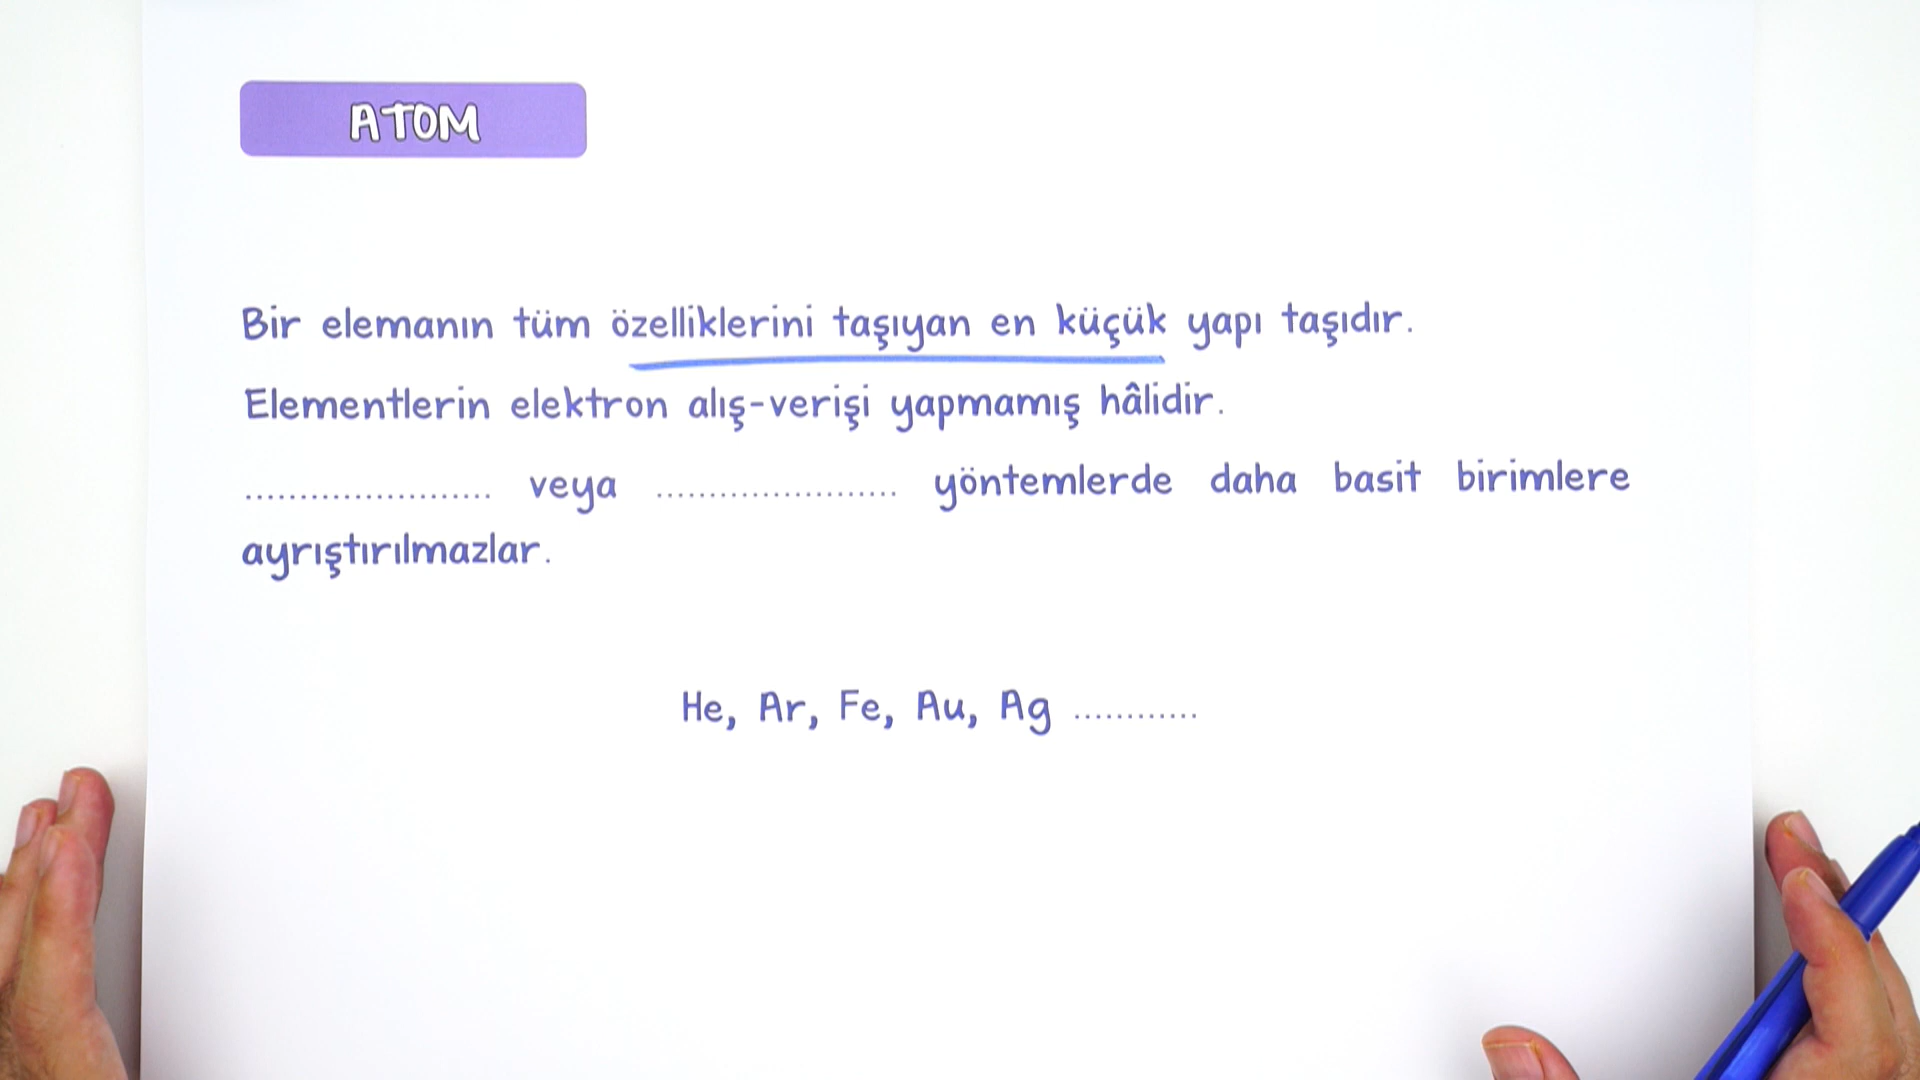 ATOM
Bir elemanın tüm özelliklerini taşıyan en küçük yapı taşıdır.
Elementlerin elektron alış-verişi yapmamış hâlidir.
....................... veya ....................... yöntemlerde daha basit birimlere
ayrıştırılmazlar.
He, Ar, Fe, Au, Ag ............